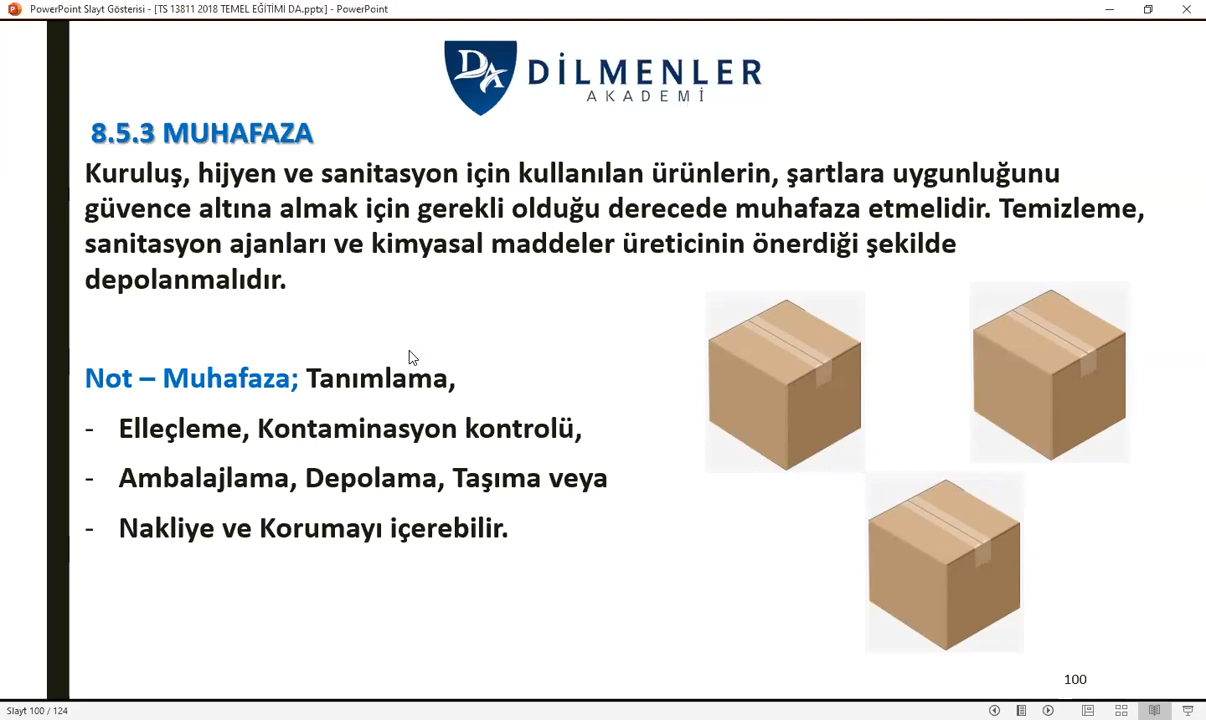 PowerPoint Slayt Gösterisi - [TS 13811 2018 TEMEL EĞİTİMİ DA.pptx] - PowerPoint
DA
DİLMENLER
AKADEMİ
8.5.3 MUHAFAZA
Kuruluş, hijyen ve sanitasyon için kullanılan ürünlerin, şartlara uygunluğunu
güvence altına almak için gerekli olduğu derecede muhafaza etmelidir. Temizleme,
sanitasyon ajanları ve kimyasal maddeler üreticinin önerdiği şekilde
depolanmalıdır.
Not – Muhafaza; Tanımlama,
- Elleçleme, Kontaminasyon kontrolü,
- Ambalajlama, Depolama, Taşıma veya
- Nakliye ve Korumayı içerebilir.
100
Slayt 100 / 124